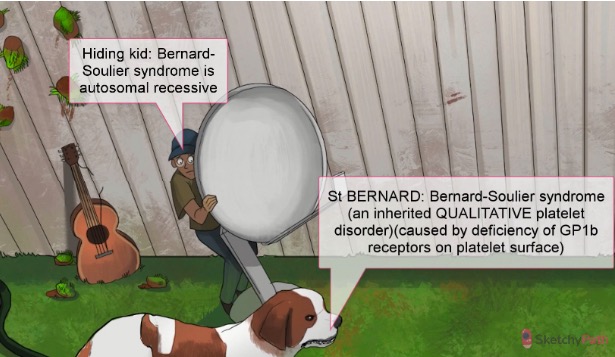 Hiding kid: Bernard-
Soulier syndrome is
autosomal recessive
St BERNARD: Bernard-Soulier syndrome
(an inherited QUALITATIVE platelet
disorder)(caused by deficiency of GP1b
receptors on platelet surface)